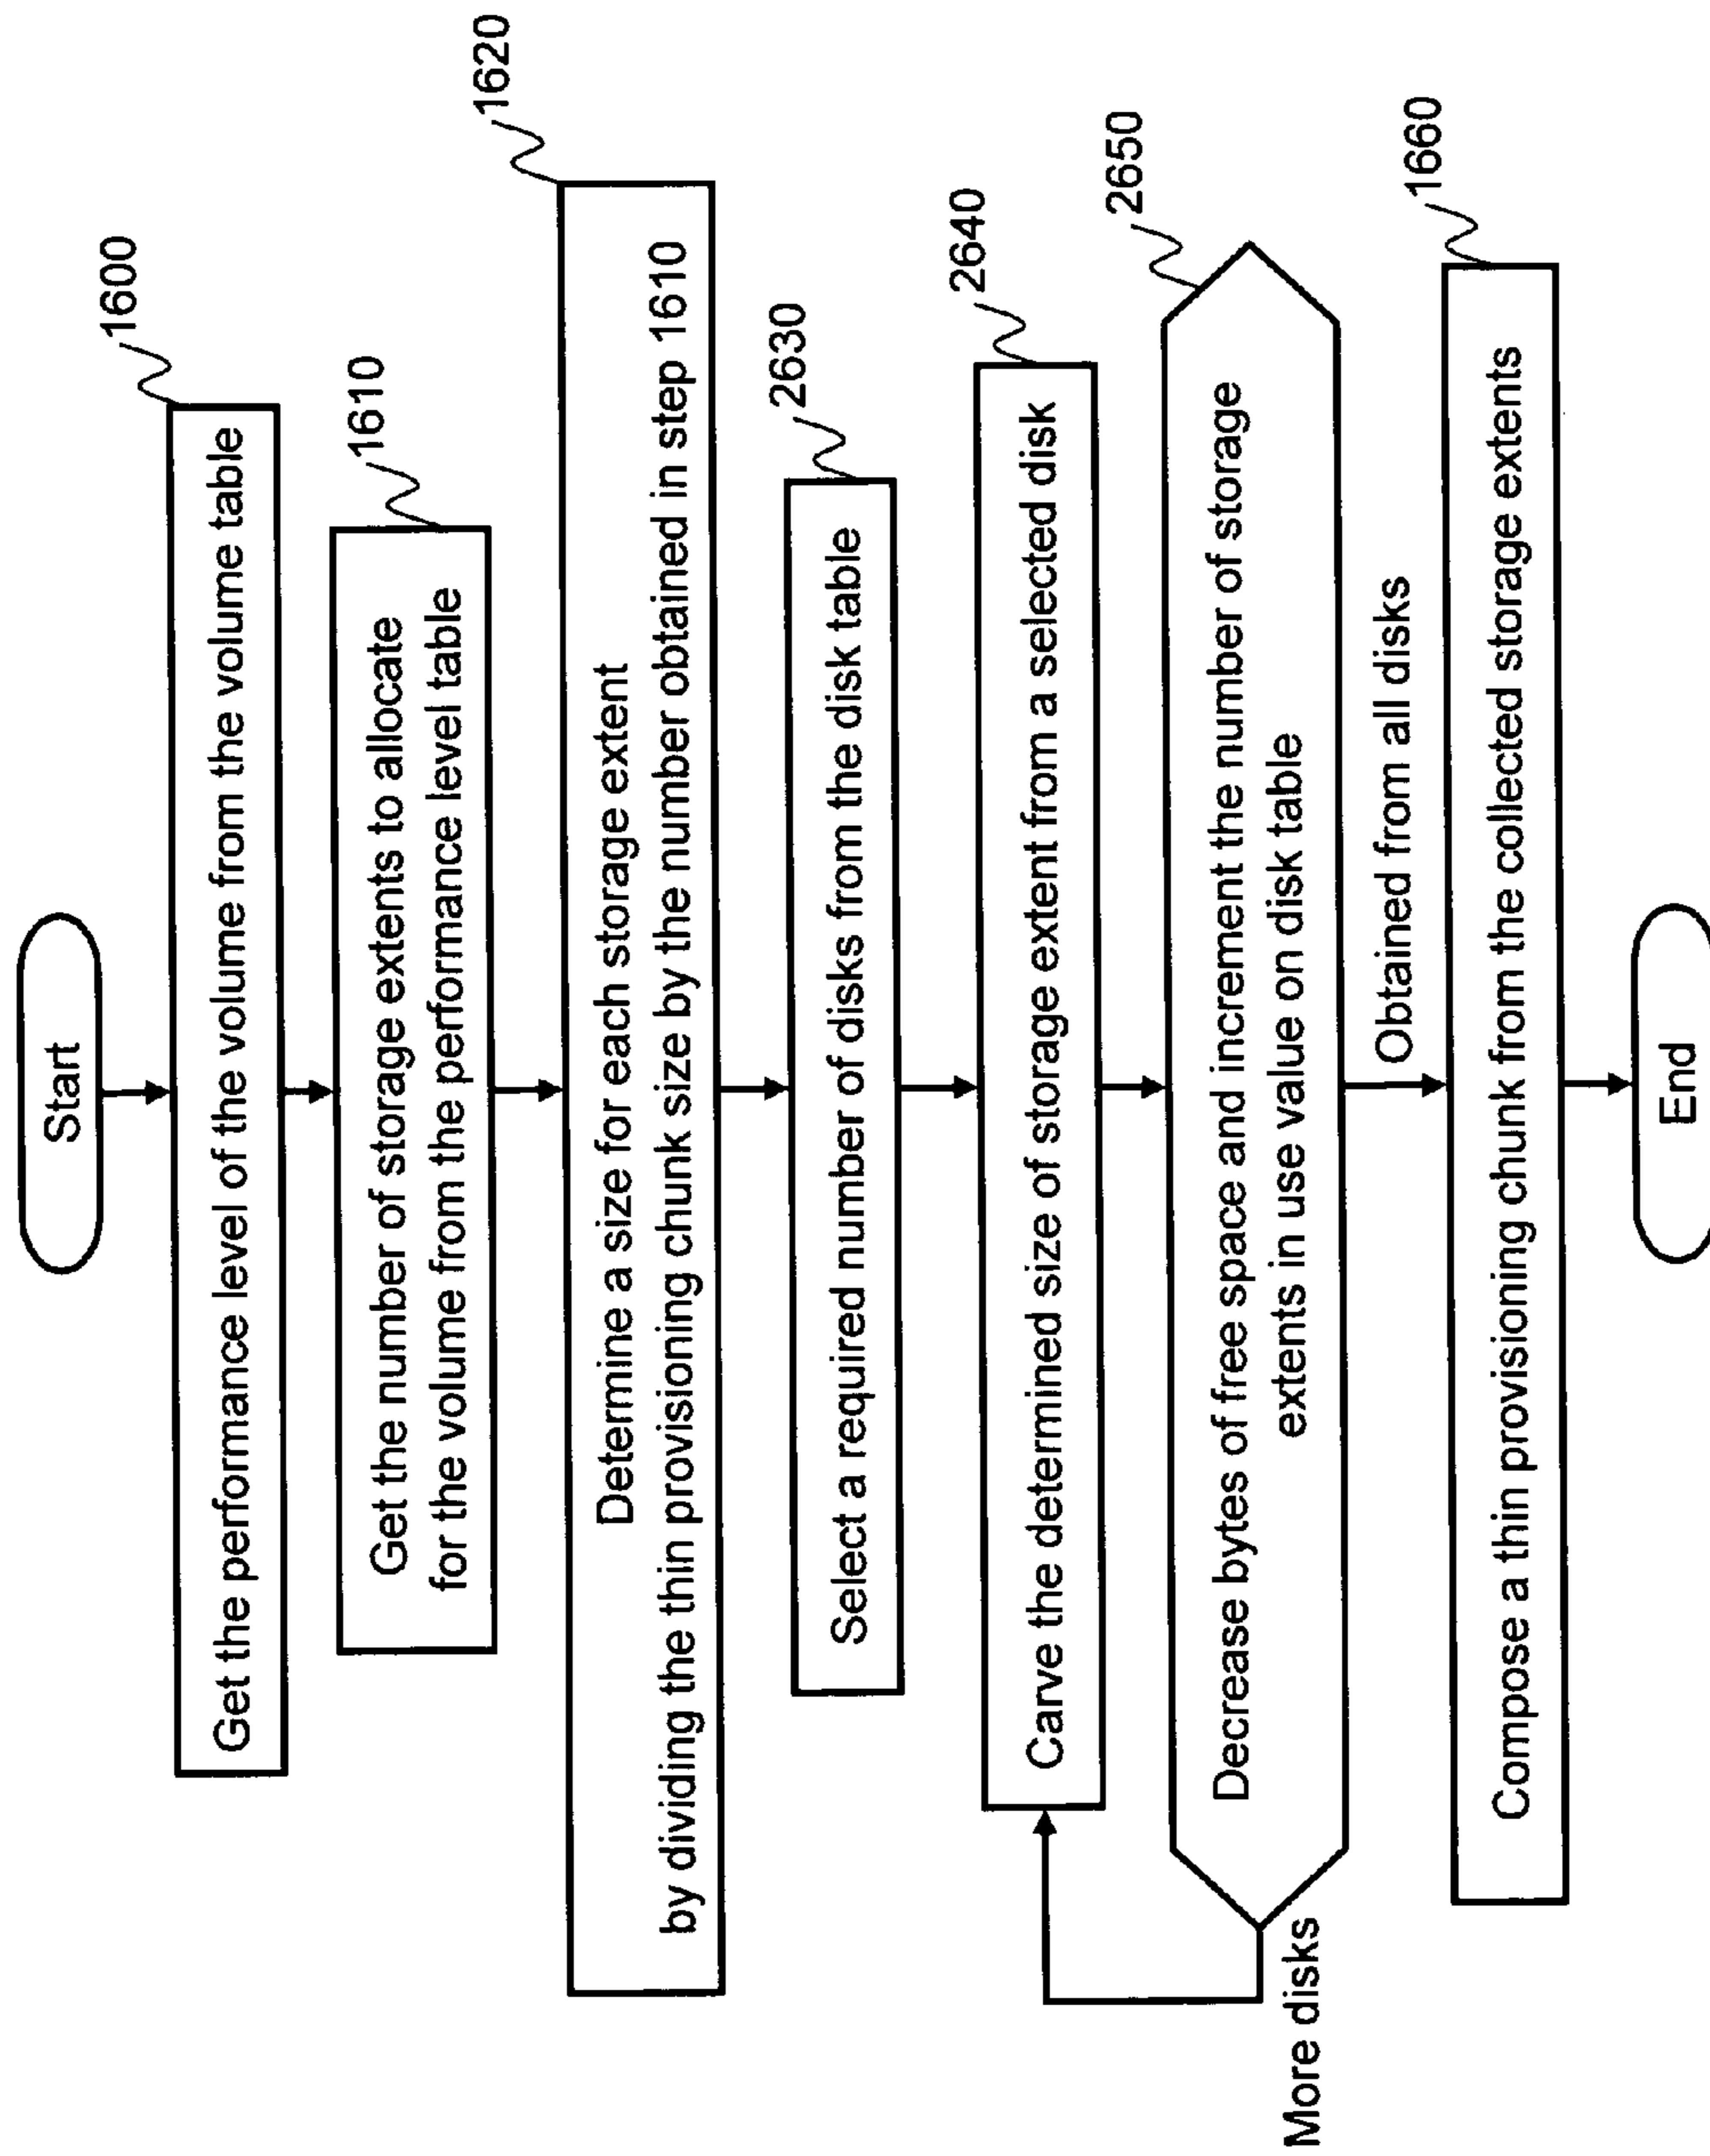 Start
1600
Get the performance level of the volume from the volume table
1610
Get the number of storage extents to allocate
for the volume from the performance level table
1620
Determine a size for each storage extent
by dividing the thin provisioning chunk size by the number obtained in step 1610
2630
Select a required number of disks from the disk table
2640
Carve the determined size of storage extent from a selected disk
2650
Decrease bytes of free space and increment the number of storage
extents in use value on disk table
More disks
Obtained from all disks
1660
Compose a thin provisioning chunk from the collected storage extents
End